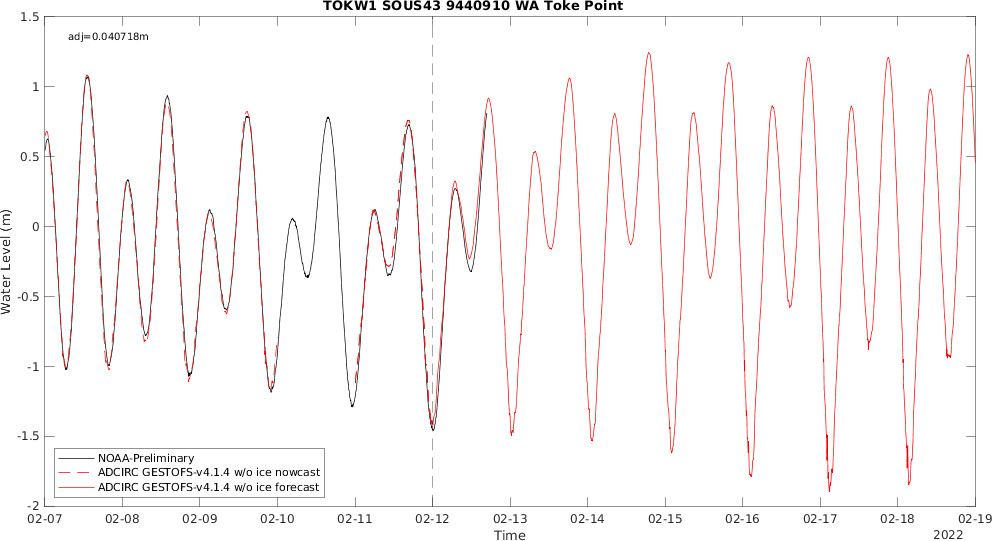 TOKW1 SOUS43 9440910 WA Toke Point
adj=0.040718m
Water Level (m)
1.5
1
0.5
0
-0.5
-1
-1.5
-2
NOAA-Preliminary
ADCIRC GESTOFS-v4.1.4 w/o ice nowcast
ADCIRC GESTOFS-v4.1.4 w/o ice forecast
02-07 02-08 02-09 02-10 02-11 02-12 02-13 02-14 02-15 02-16 02-17 02-18 02-19
Time
2022